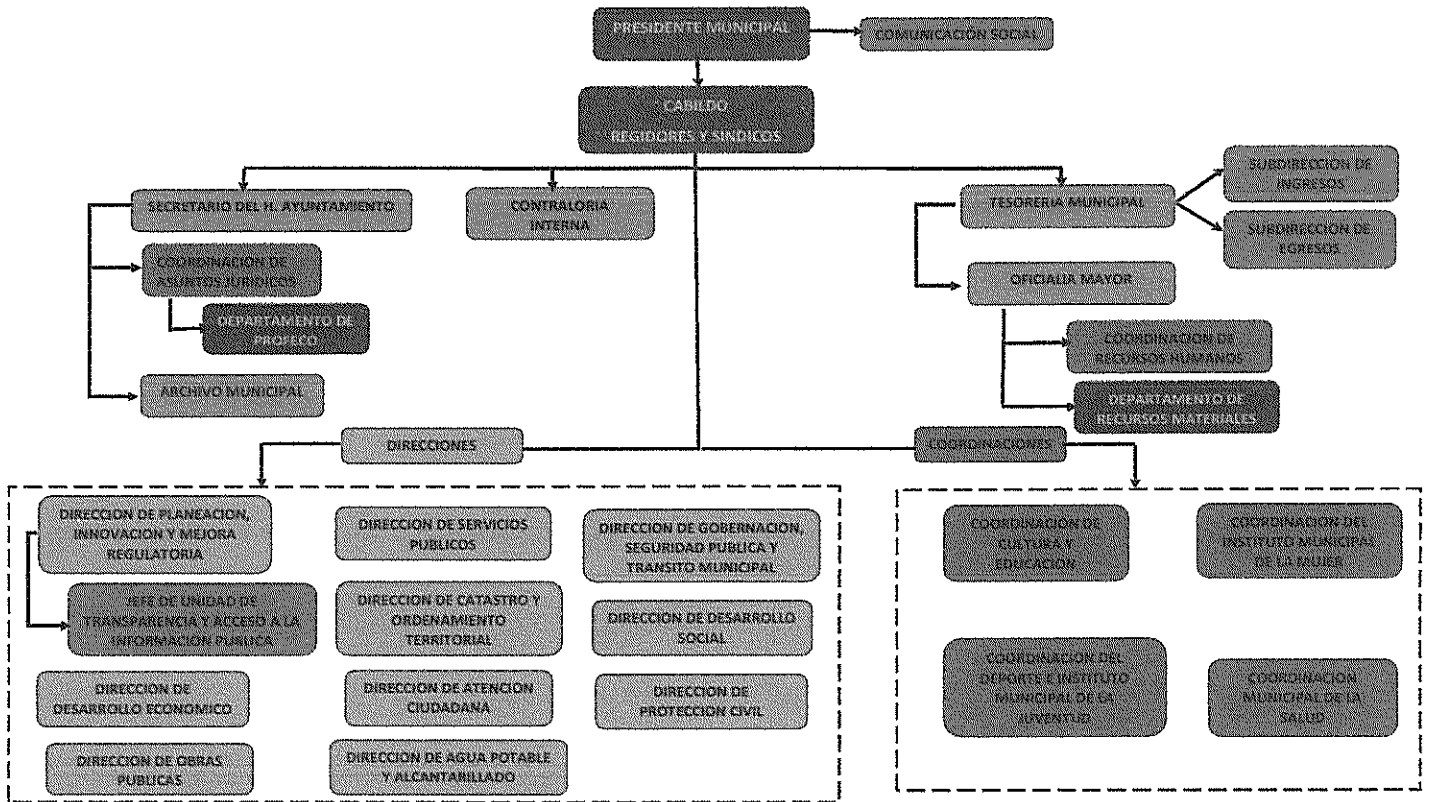 PRESIDENTE MUNICIPAL
COMUNICACIÓN SOCIAL
CABILDO
REGIDORES Y SINDICOS
SECRETARIO DEL H. AYUNTAMIENTO
CONTRALORIA
INTERNA
TESORERIA MUNICIPAL
SUBDIRECCION DE
INGRESOS
SUBDIRECCION DE
EGRESOS
COORDINACION DE
ASUNTOS JURIDICOS
DEPARTAMENTO DE
PROFECO
ARCHIVO MUNICIPAL
OFICIALIA MAYOR
COORDINACION DE
RECURSOS HUMANOS
DEPARTAMENTO DE
RECURSOS MATERIALES
DIRECCIONES
COORDINACIONES
DIRECCION DE PLANEACION,
INNOVACION Y MEJORA
REGULATORIA
JEFE DE UNIDAD DE
TRANSPARENCIA Y ACCESO A LA
INFORMACION PUBLICA
DIRECCION DE
DESARROLLO ECONOMICO
DIRECCION DE OBRAS
PUBLICAS
DIRECCION DE SERVICIOS
PUBLICOS
DIRECCION DE CATASTRO Y
ORDENAMIENTO
TERRITORIAL
DIRECCION DE ATENCION
CIUDADANA
DIRECCION DE AGUA POTABLE
Y ALCANTARILLADO
DIRECCION DE GOBERNACION,
SEGURIDAD PUBLICA Y
TRANSITO MUNICIPAL
DIRECCION DE DESARROLLO
SOCIAL
DIRECCION DE
PROTECCION CIVIL
COORDINACION DE
CULTURA Y
EDUCACION
COORDINACION DEL
INSTITUTO MUNICIPAL
DE LA MUJER
COORDINACION DEL
DEPORTE E INSTITUTO
MUNICIPAL DE LA
JUVENTUD
COORDINACION
MUNICIPAL DE LA
SALUD